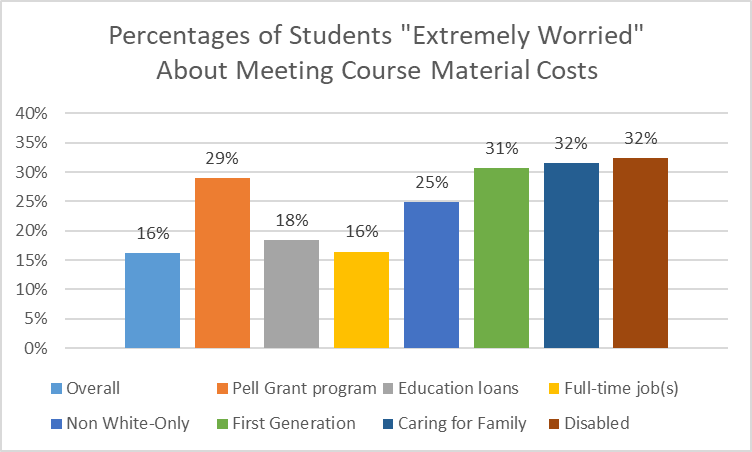 Percentages of Students "Extremely Worried"
About Meeting Course Material Costs
40%
35%
30%
25%
20%
15%
10%
5%
0%
16%
29%
18%
16%
25%
31%
32%
32%
Overall
Pell Grant program
Education loans
Full-time job(s)
Non White-Only
First Generation
Caring for Family
Disabled